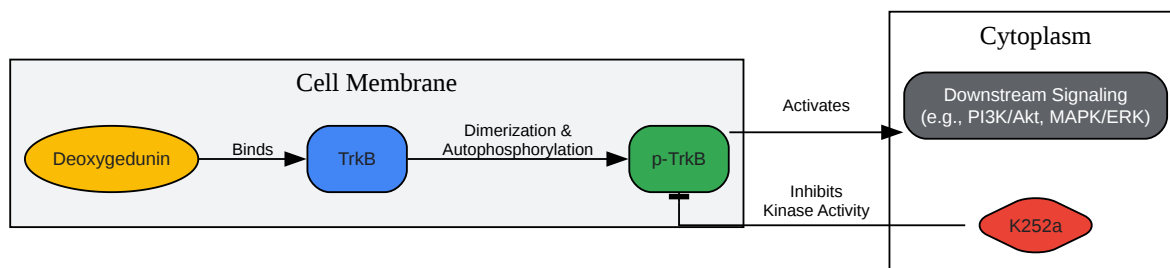 Cytoplasm
Cell Membrane
Downstream Signaling
(e.g., PI3K/Akt, MAPK/ERK)
Activates
Deoxygedunin
Binds
TrkB
Dimerization &
Autophosphorylation
p-TrkB
Inhibits
Kinase Activity
K252a